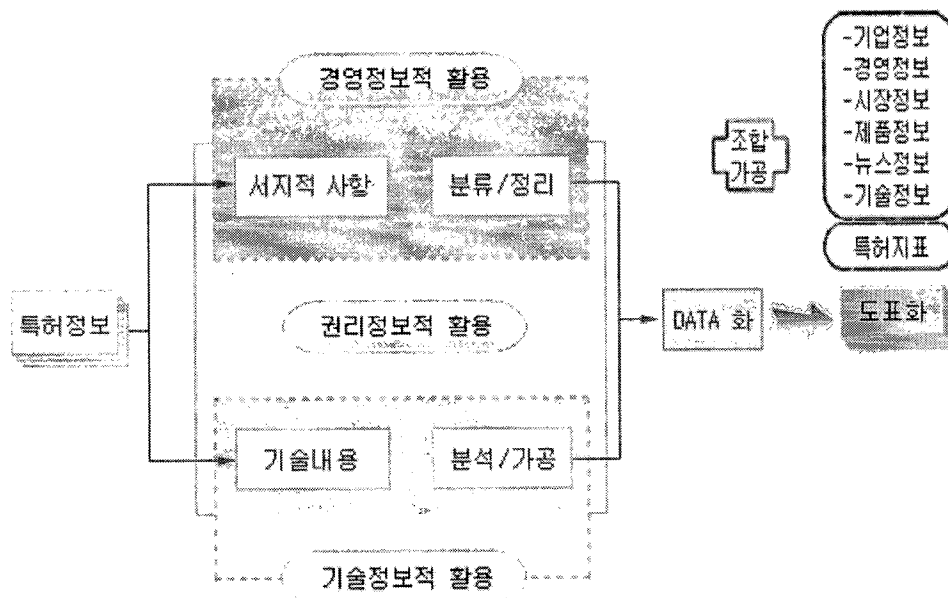 경영정보적 활용
서지적 사항
분류/정리
특허정보
권리정보적 활용
기술내용
분석/가공
기술정보적 활용
DATA 화
조합
가공
-기업정보
-경영정보
-시장정보
-제품정보
-뉴스정보
-기술정보
특허지표
도표화